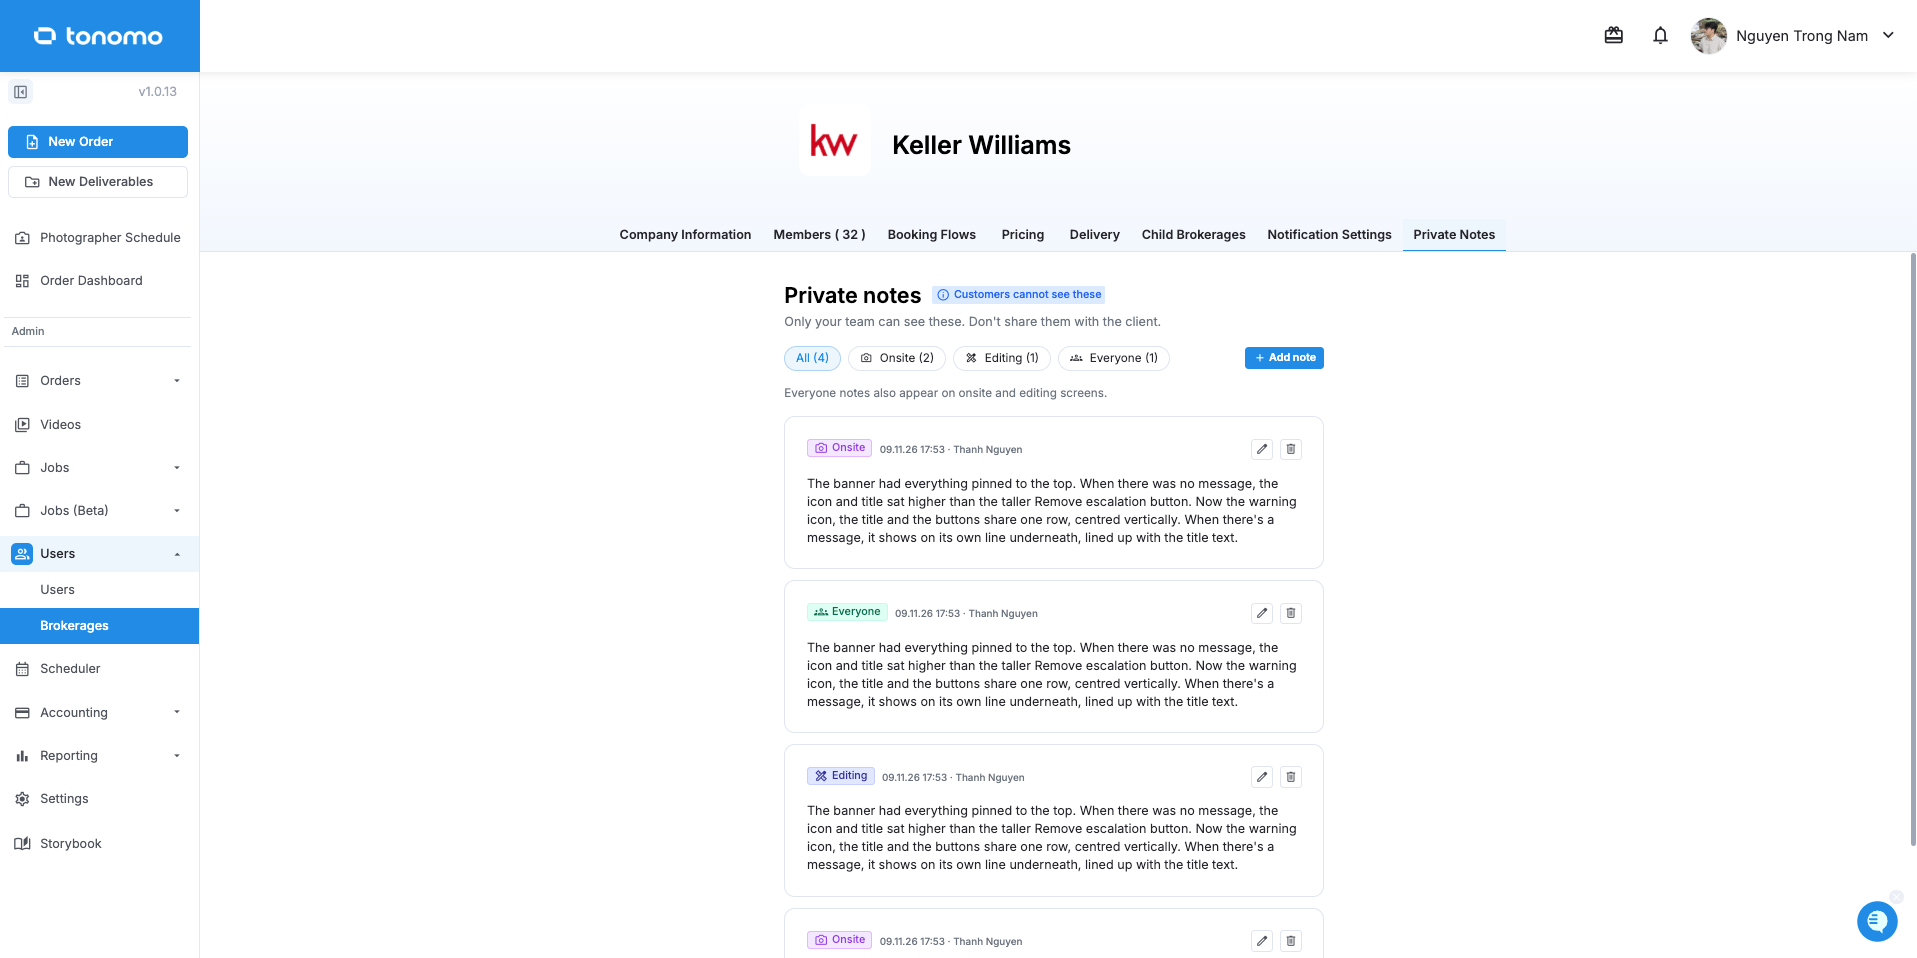 tonomo
Nguyen Trong Nam
v1.0.13
New Order
New Deliverables
Photographer Schedule
Order Dashboard
Admin
Orders
Videos
Jobs
Jobs (Beta)
Users
Users
Brokerages
Scheduler
Accounting
Reporting
Settings
Storybook
kw
Keller Williams
Company Information
Members ( 32 )
Booking Flows
Pricing
Delivery
Child Brokerages
Notification Settings
Private Notes
Private notes
Customers cannot see these
Only your team can see these. Don't share them with the client.
All (4)
Onsite (2)
Editing (1)
Everyone (1)
+ Add note
Everyone notes also appear on onsite and editing screens.
Onsite
09.11.26 17:53 · Thanh Nguyen
The banner had everything pinned to the top. When there was no message, the
icon and title sat higher than the taller Remove escalation button. Now the warning
icon, the title and the buttons share one row, centred vertically. When there's a
message, it shows on its own line underneath, lined up with the title text.
Everyone
09.11.26 17:53 · Thanh Nguyen
The banner had everything pinned to the top. When there was no message, the
icon and title sat higher than the taller Remove escalation button. Now the warning
icon, the title and the buttons share one row, centred vertically. When there's a
message, it shows on its own line underneath, lined up with the title text.
Editing
09.11.26 17:53 · Thanh Nguyen
The banner had everything pinned to the top. When there was no message, the
icon and title sat higher than the taller Remove escalation button. Now the warning
icon, the title and the buttons share one row, centred vertically. When there's a
message, it shows on its own line underneath, lined up with the title text.
Onsite
09.11.26 17:53 · Thanh Nguyen